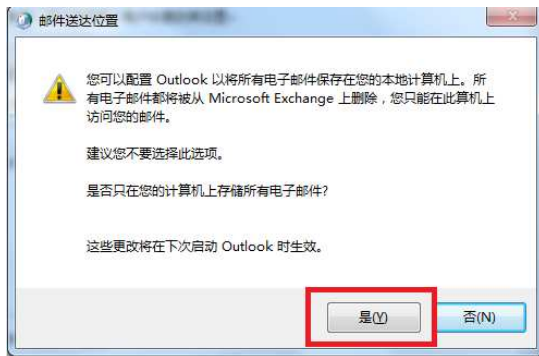 邮件送达位置
您可以配置 Outlook 以将所有电子邮件保存在您的本地计算机上。所
有电子邮件都将被从 Microsoft Exchange 上删除，您只能在此算机上
访问您的邮件。
建议您不要选择此选项。
是否只在您的计算机上存储所有电子邮件?
这些更改将在下次启动 Outlook 时生效。
是(Y) 否(N)